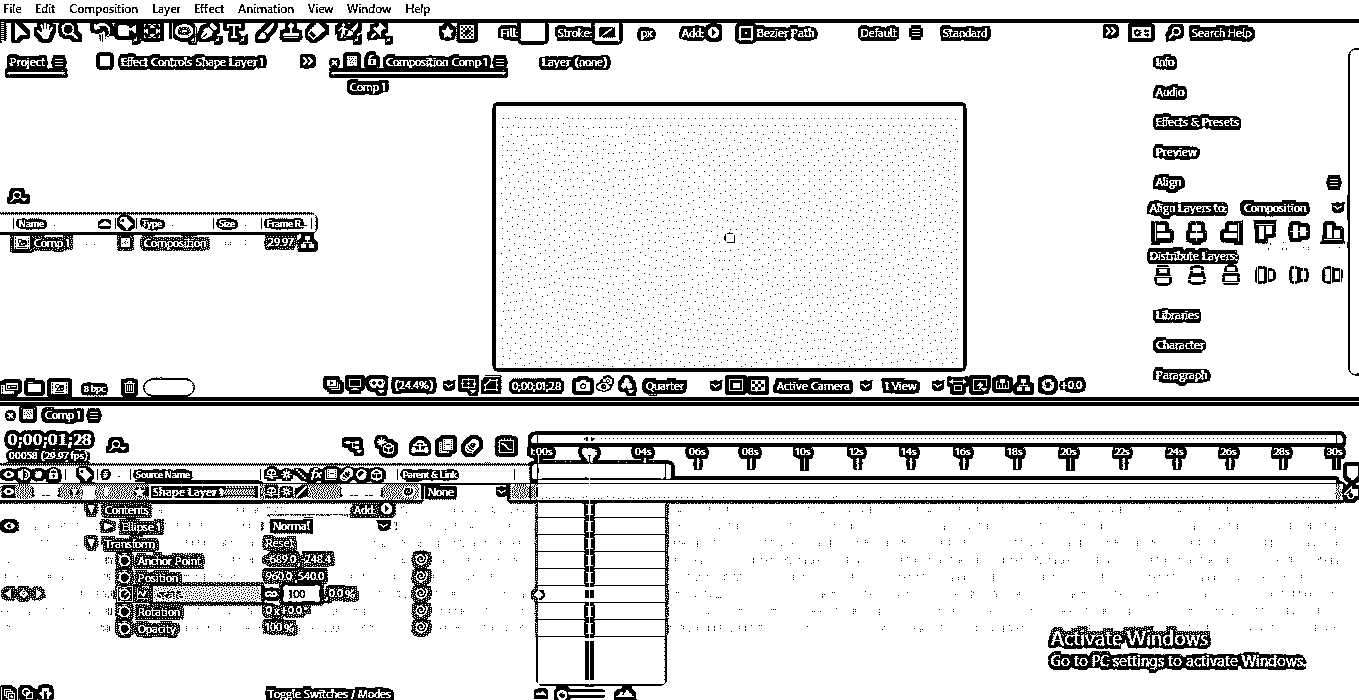 File Edit Composition Layer Effect Animation View Window Help
Fill: Stroke: px Add: Bezier Path Default Standard Search Help
Project Effect Controls Shape Layer 1 Composition Comp 1 Layer (none)
Comp 1
Info
Audio
Effects & Presets
Preview
Align
Align Layers to: Composition
Distribute Layers:
Libraries
Character
Paragraph
Name Type Size Frame R...
Comp 1 Composition 29.97
8 bpc
(24.4%) 0;00;01;28 Quarter Active Camera 1 View +0.0
Comp 1
0;00;01;28
00058 (29.97 fps)
# Source Name Parent & Link
:00s 04s 06s 08s 10s 12s 14s 16s 18s 20s 22s 24s 26s 28s 30s
Shape Layer 1 None
Contents Add:
Ellipse 1 Normal
Transform Reset
Anchor Point -689.0, -248.4
Position 960.0, 540.0
100 , 0.0 %
Rotation 0 x +0.0°
Opacity 100 %
Toggle Switches / Modes
Activate Windows
Go to PC settings to activate Windows.